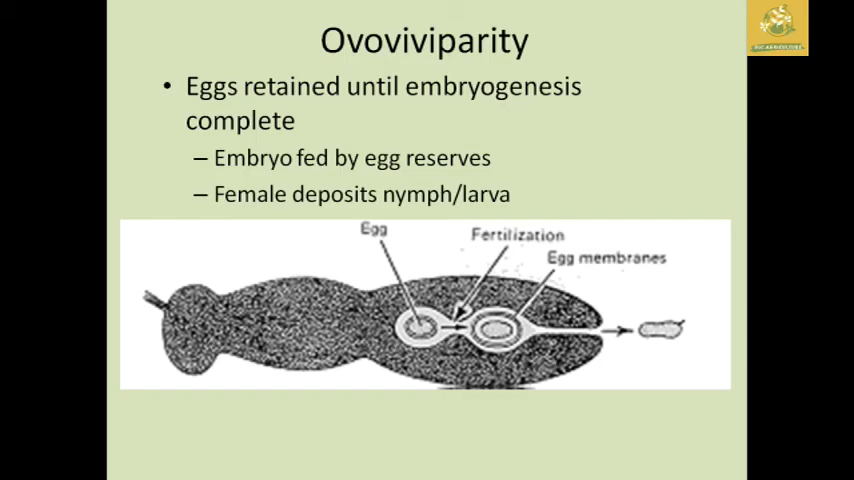 Ovoviviparity
• Eggs retained until embryogenesis
complete
– Embryo fed by egg reserves
– Female deposits nymph/larva
Egg
Fertilization
Egg membranes